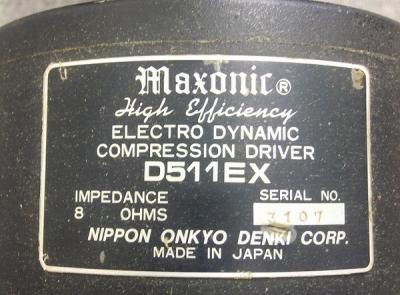 Maxonic®
High Efficiency
ELECTRO DYNAMIC
COMPRESSION DRIVER
D511EX
IMPEDANCE SERIAL NO.
8 OHMS 3107
NIPPON ONKYO DENKI CORP.
MADE IN JAPAN